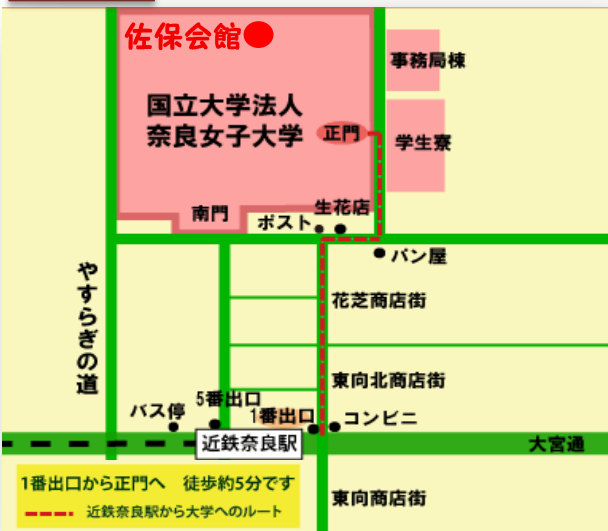 佐保会館
事務局棟
国立大学法人
奈良女子大学
正門
学生寮
南門
生花店
ポスト
パン屋
やすらぎの道
花芝商店街
東向北商店街
5番出口
バス停
1番出口
コンビニ
近鉄奈良駅
大宮通
1番出口から正門へ 徒歩約5分です
近鉄奈良駅から大学へのルート
東向商店街